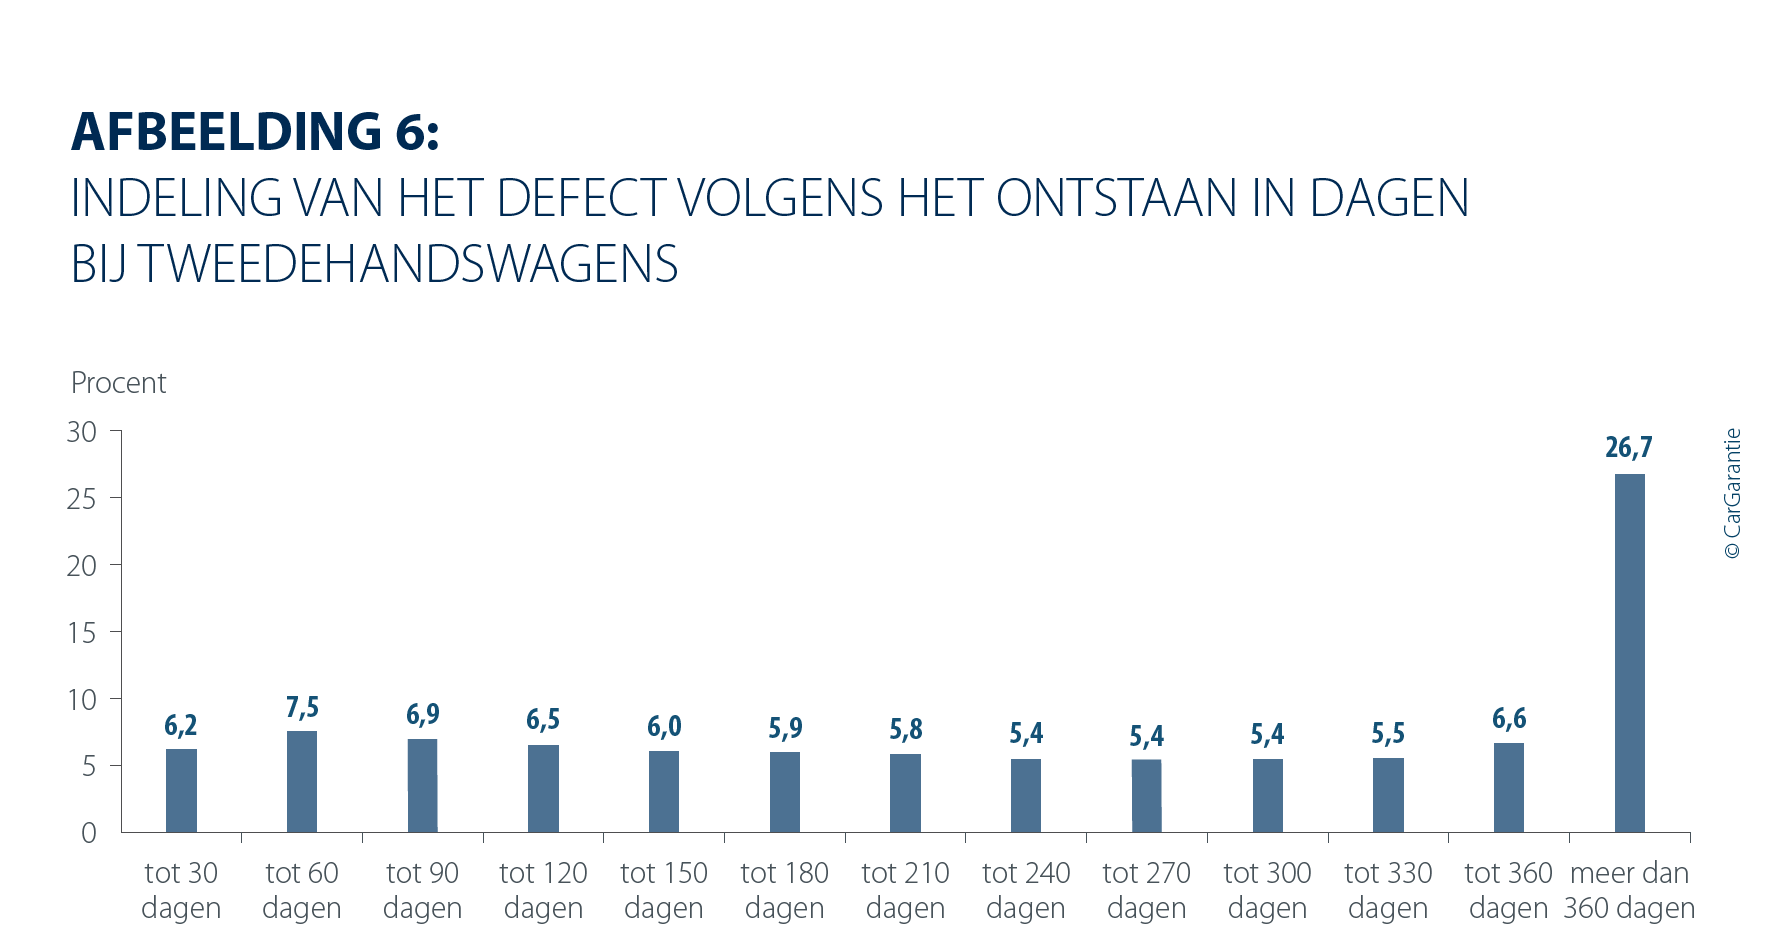 AFBEELDING 6:
INDELING VAN HET DEFECT VOLGENS HET ONTSTAAN IN DAGEN
BIJ TWEEDEHANDSWAGENS
Procent
30
25
20
15
10
5
0
6,2
7,5
6,9
6,5
6,0
5,9
5,8
5,4
5,4
5,4
5,5
6,6
26,7
tot 30
dagen
tot 60
dagen
tot 90
dagen
tot 120
dagen
tot 150
dagen
tot 180
dagen
tot 210
dagen
tot 240
dagen
tot 270
dagen
tot 300
dagen
tot 330
dagen
tot 360
dagen
meer dan
360 dagen
© CarGarantie